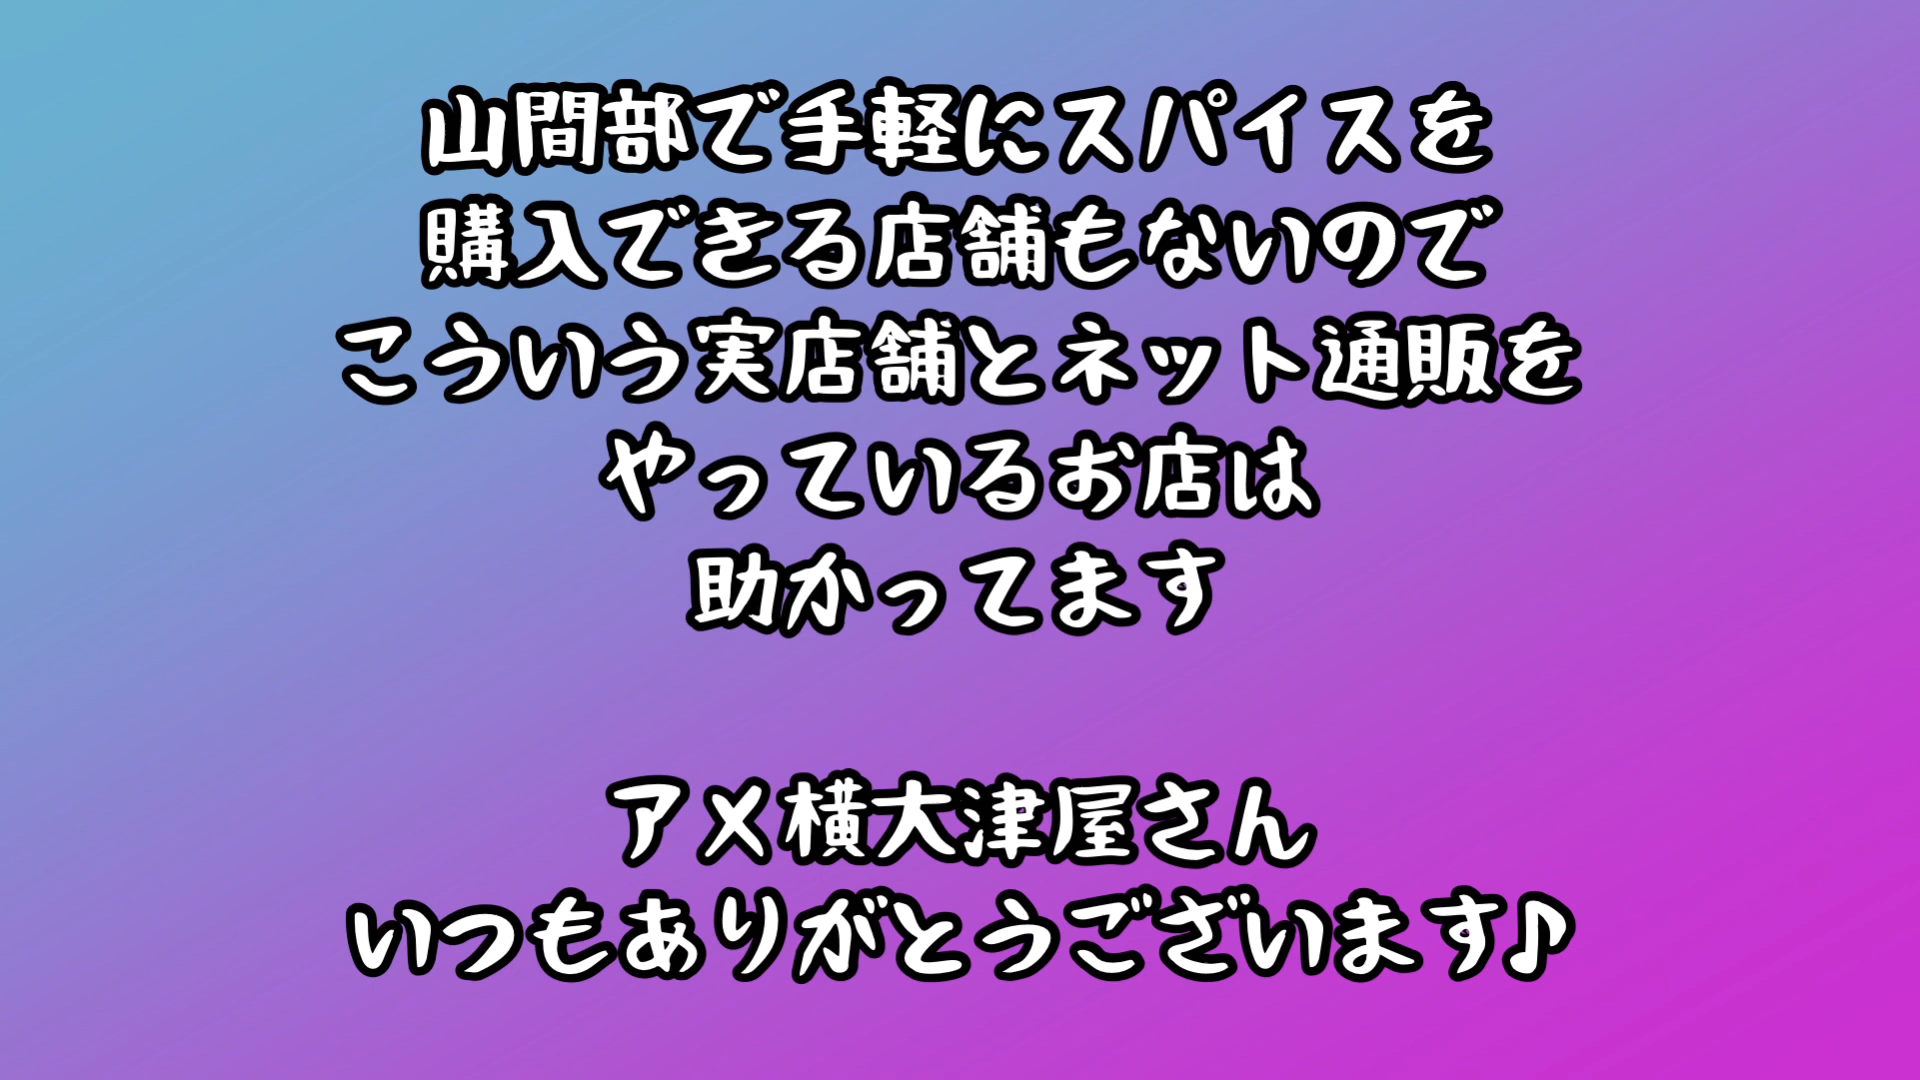 山間部で手軽にスパイスを
購入できる店舗もないので
こういう実店舗とネット通販を
やっているお店は
助かってます
アメ横大津屋さん
いつもありがとうございます♪